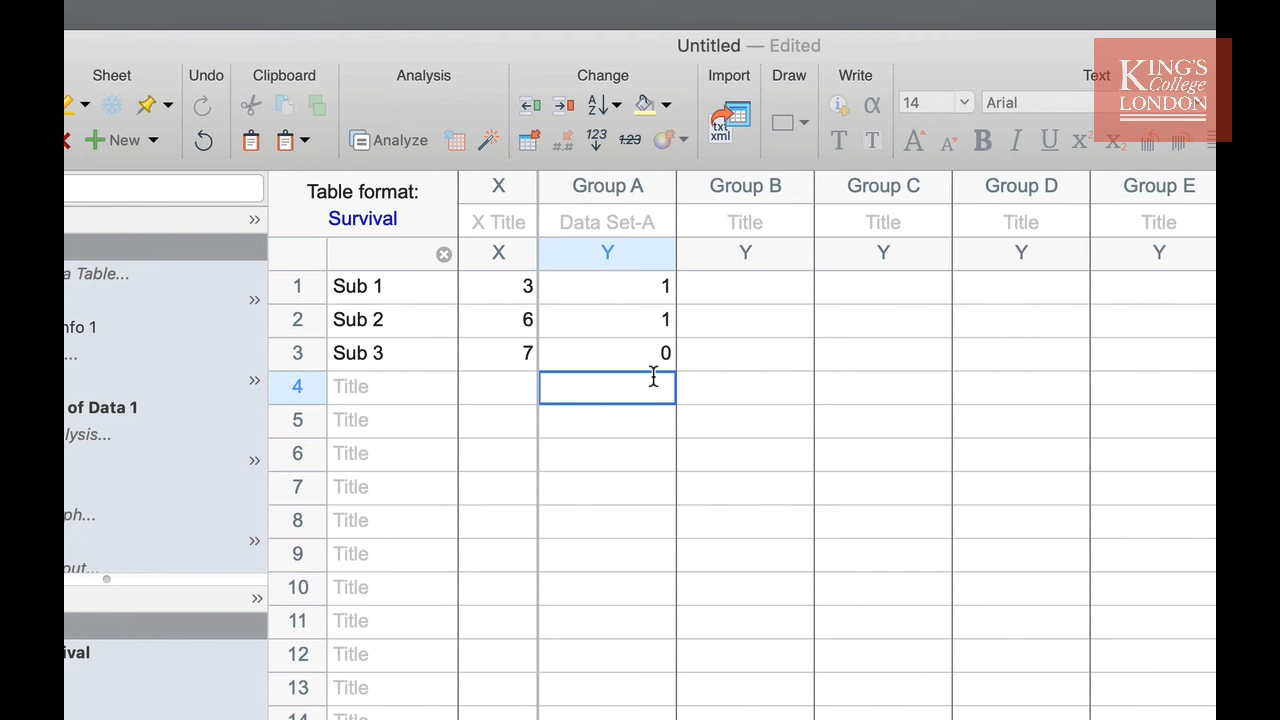 Untitled — Edited
KING'S
College
LONDON
Sheet Undo Clipboard Analysis Change Import Draw Write Text
14 Arial
New Analyze
Table format:
Survival
X Group A Group B Group C Group D Group E
X Title Data Set-A Title Title Title Title
X Y Y Y Y Y
1 Sub 1 3 1
2 Sub 2 6 1
3 Sub 3 7 0
4 Title
5 Title
6 Title
7 Title
8 Title
9 Title
10 Title
11 Title
12 Title
13 Title
14 Title
a Table...
nfo 1
...
of Data 1
lysis...
ph...
out...
ival